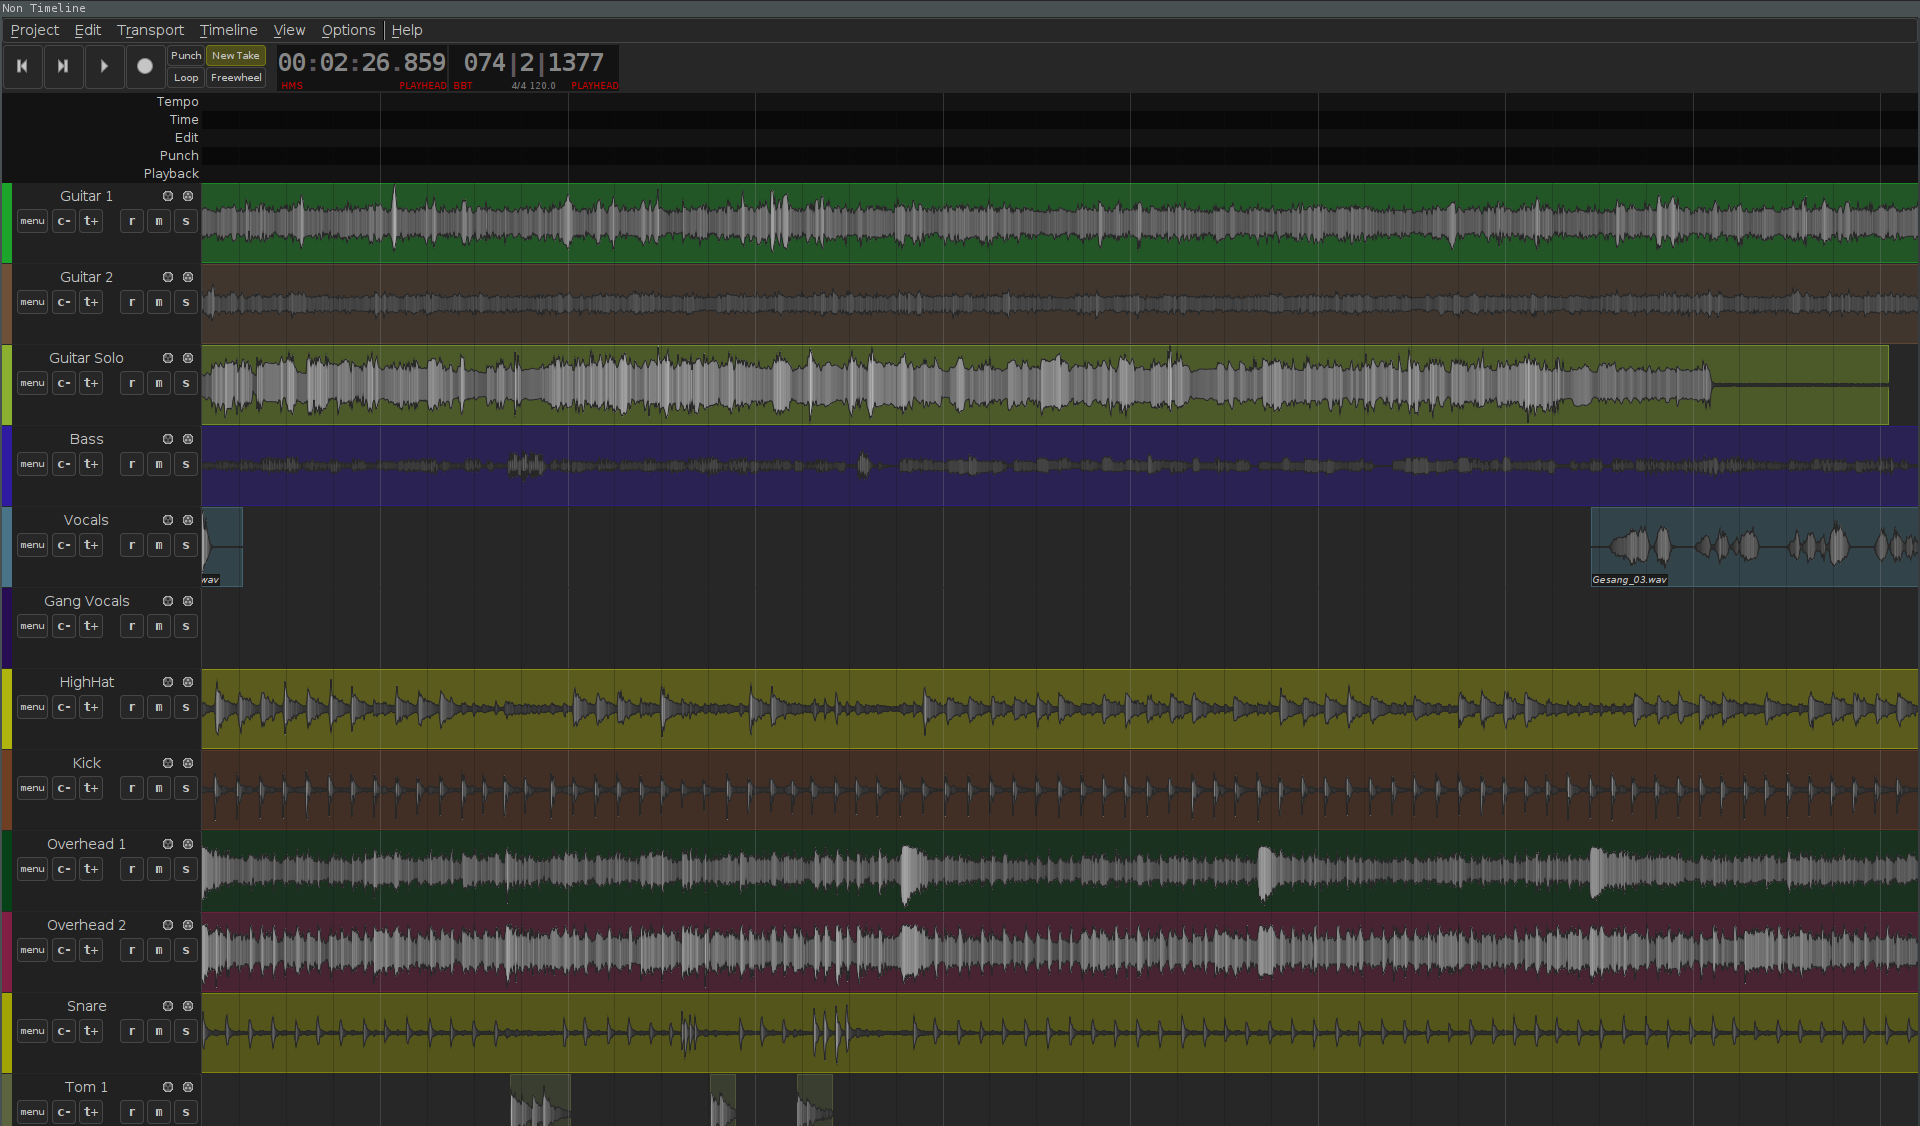 Non Timeline
Project Edit Transport Timeline View Options Help
Punch New Take
Loop Freewheel
00:02:26.859 074|2|1377
HMS PLAYHEAD BBT 4/4 120.0 PLAYHEAD
Tempo
Time
Edit
Punch
Playback
Guitar 1
menu c- t+ r m s
Guitar 2
menu c- t+ r m s
Guitar Solo
menu c- t+ r m s
Bass
menu c- t+ r m s
Vocals
menu c- t+ r m s
wav Gesang_03.wav
Gang Vocals
menu c- t+ r m s
HighHat
menu c- t+ r m s
Kick
menu c- t+ r m s
Overhead 1
menu c- t+ r m s
Overhead 2
menu c- t+ r m s
Snare
menu c- t+ r m s
Tom 1
menu c- t+ r m s